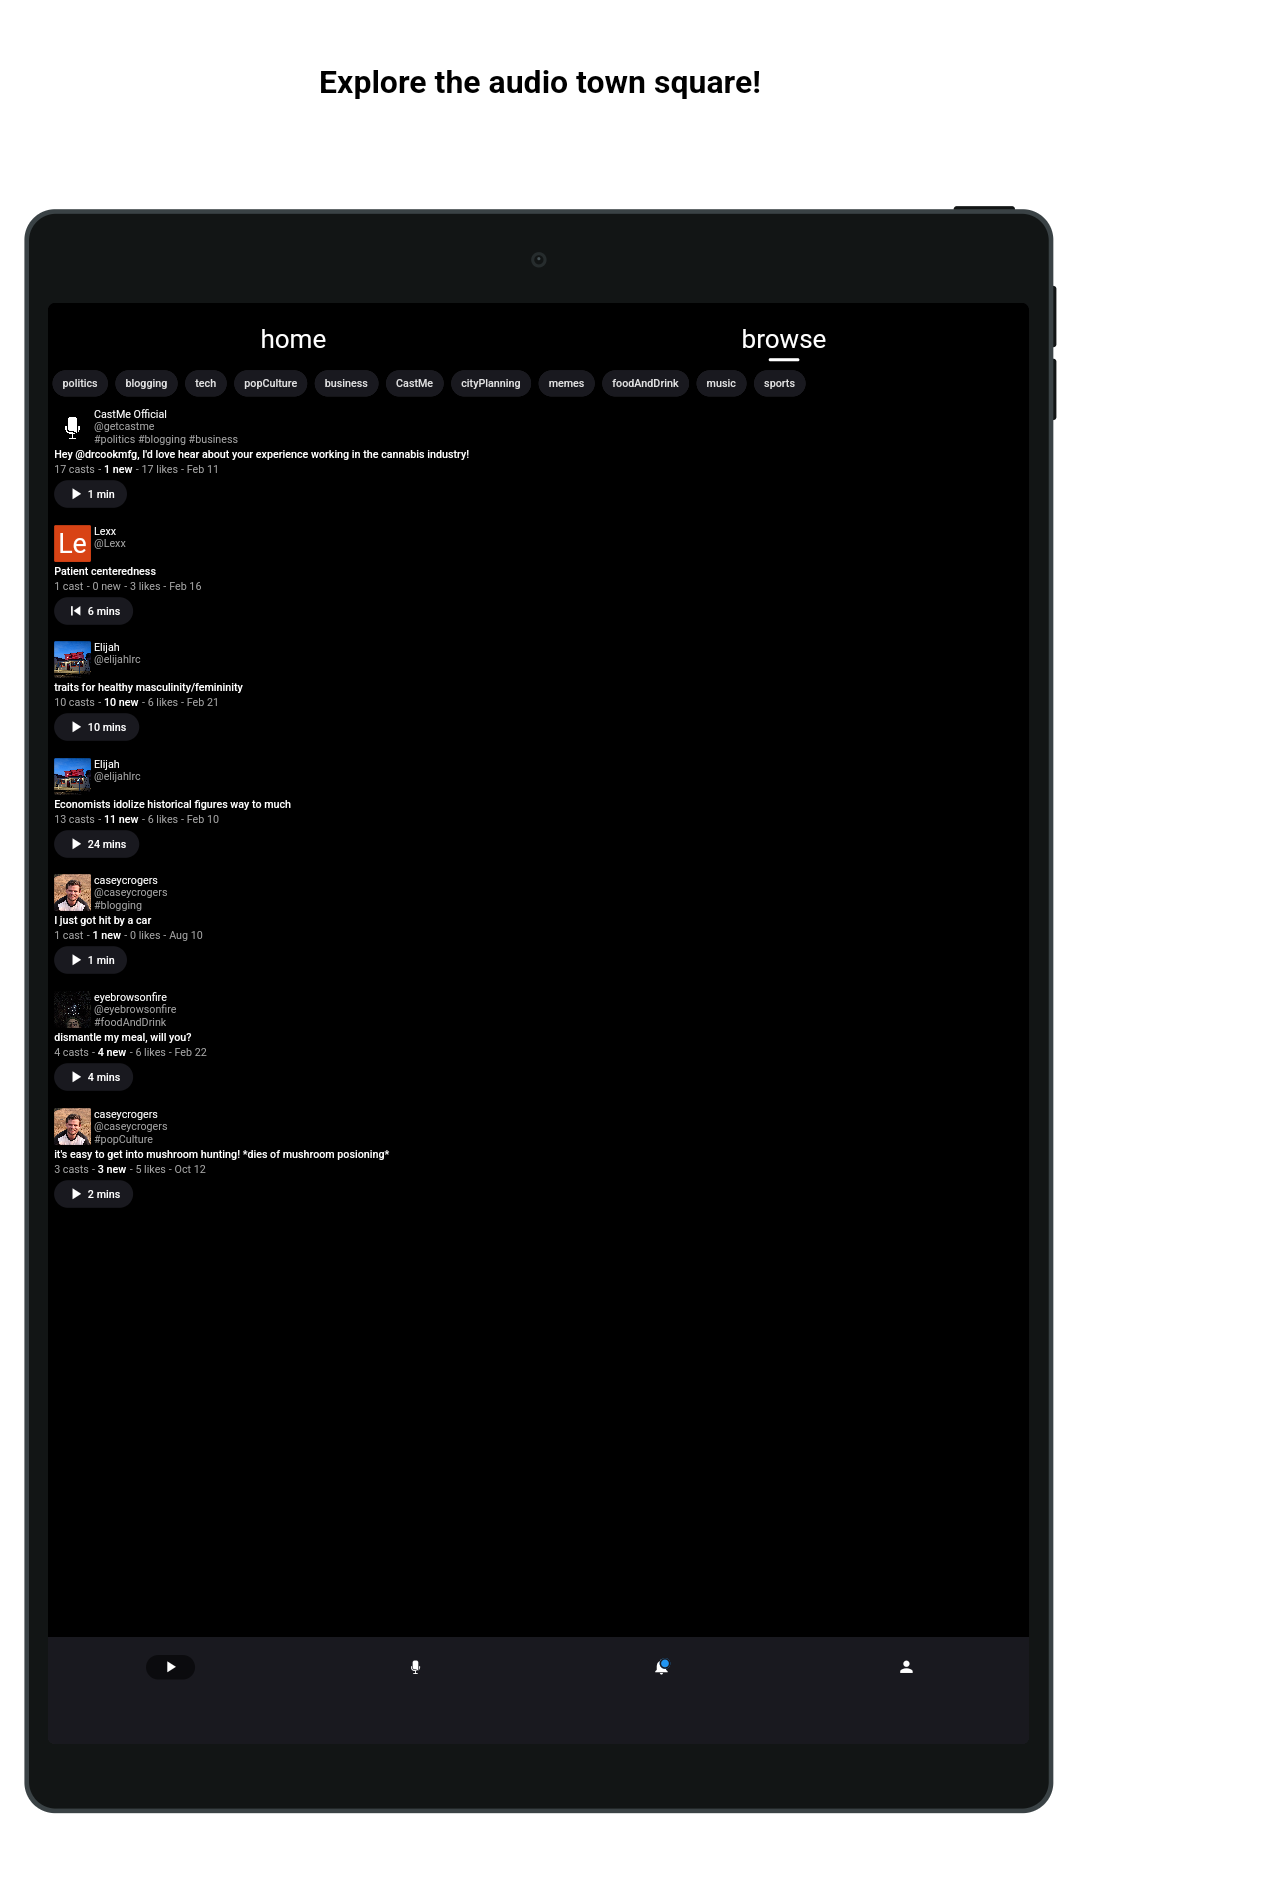 Explore the audio town square!
home browse
politics blogging tech popCulture business CastMe cityPlanning memes foodAndDrink music sports
CastMe Official
@getcastme
#politics #blogging #business
Hey @drcookmfg, I'd love hear about your experience working in the cannabis industry!
17 casts - 1 new - 17 likes - Feb 11
1 min
Le
Lexx
@Lexx
Patient centeredness
1 cast - 0 new - 3 likes - Feb 16
6 mins
Elijah
@elijahlrc
traits for healthy masculinity/femininity
10 casts - 10 new - 6 likes - Feb 21
10 mins
Elijah
@elijahlrc
Economists idolize historical figures way to much
13 casts - 11 new - 6 likes - Feb 10
24 mins
caseycrogers
@caseycrogers
#blogging
I just got hit by a car
1 cast - 1 new - 0 likes - Aug 10
1 min
eyebrowsonfire
@eyebrowsonfire
#foodAndDrink
dismantle my meal, will you?
4 casts - 4 new - 6 likes - Feb 22
4 mins
caseycrogers
@caseycrogers
#popCulture
it's easy to get into mushroom hunting! *dies of mushroom posioning*
3 casts - 3 new - 5 likes - Oct 12
2 mins